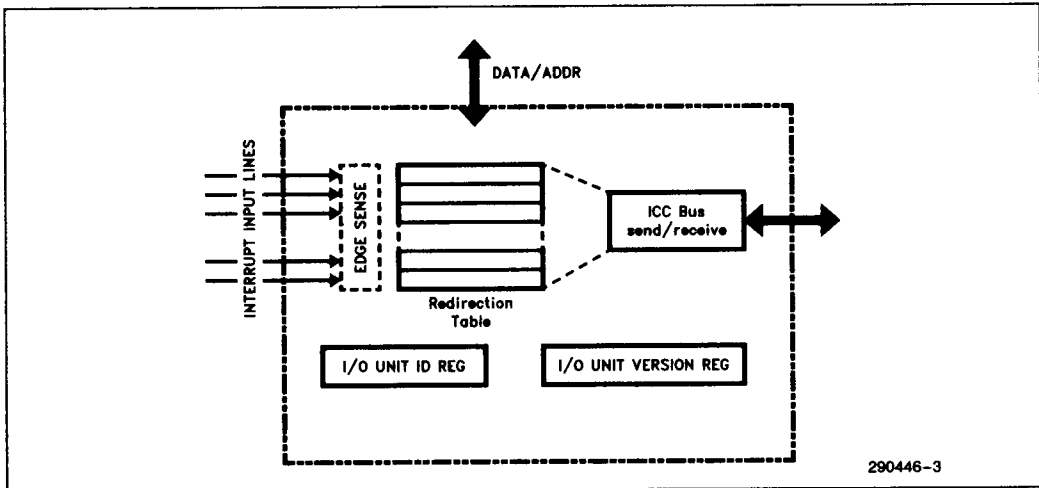 DATA/ADDR
INTERRUPT INPUT LINES
EDGE SENSE
ICC Bus
send/receive
Redirection
Table
I/O UNIT ID REG
I/O UNIT VERSION REG
290446-3